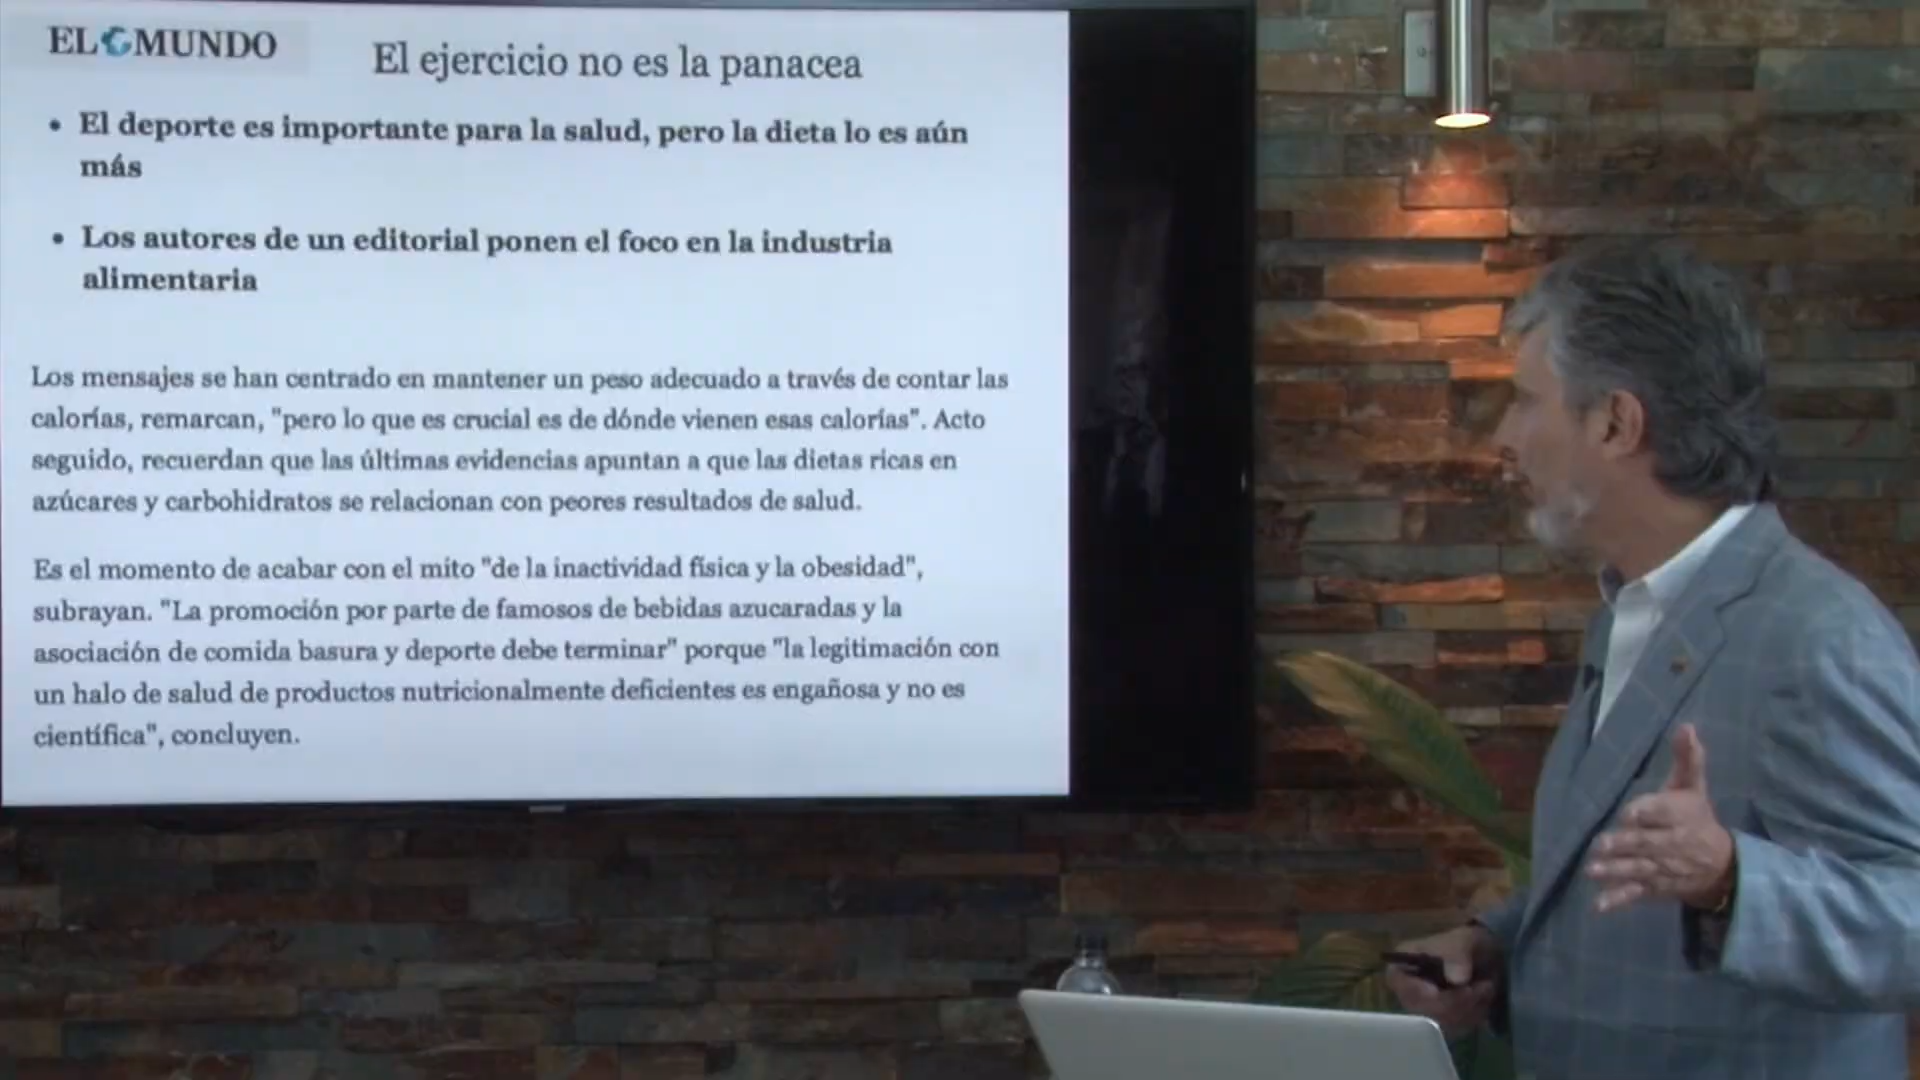 EL MUNDO
El ejercicio no es la panacea
• El deporte es importante para la salud, pero la dieta lo es aún
más
• Los autores de un editorial ponen el foco en la industria
alimentaria
Los mensajes se han centrado en mantener un peso adecuado a través de contar las
calorías, remarcan, "pero lo que es crucial es de dónde vienen esas calorías". Acto
seguido, recuerdan que las últimas evidencias apuntan a que las dietas ricas en
azúcares y carbohidratos se relacionan con peores resultados de salud.
Es el momento de acabar con el mito "de la inactividad física y la obesidad",
subrayan. "La promoción por parte de famosos de bebidas azucaradas y la
asociación de comida basura y deporte debe terminar" porque "la legitimación con
un halo de salud de productos nutricionalmente deficientes es engañosa y no es
científica", concluyen.